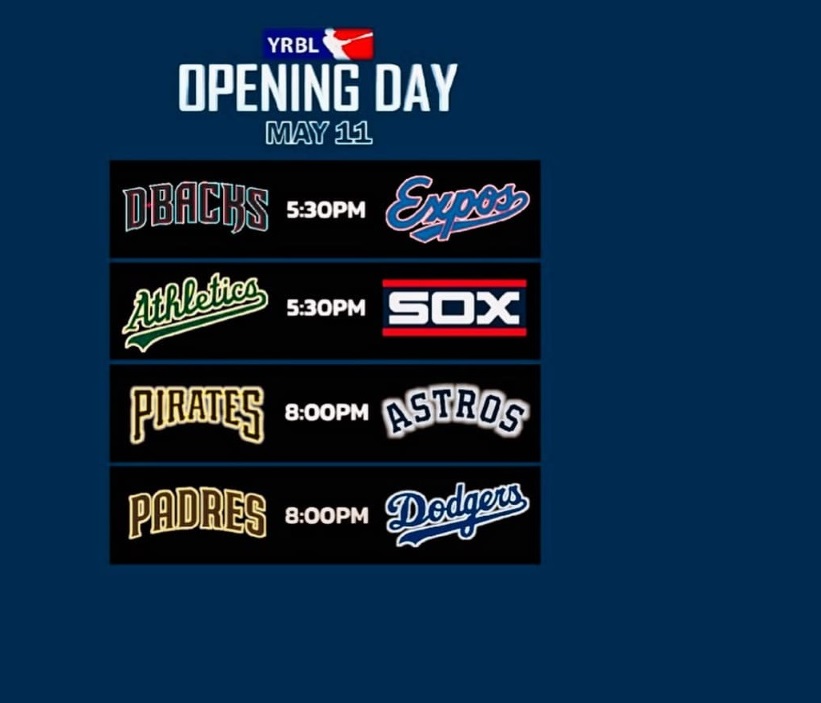 YRBL
OPENING DAY
MAY 11
D-BACKS 5:30PM Expos
Athletics 5:30PM SOX
PIRATES 8:00PM ASTROS
PADRES 8:00PM Dodgers